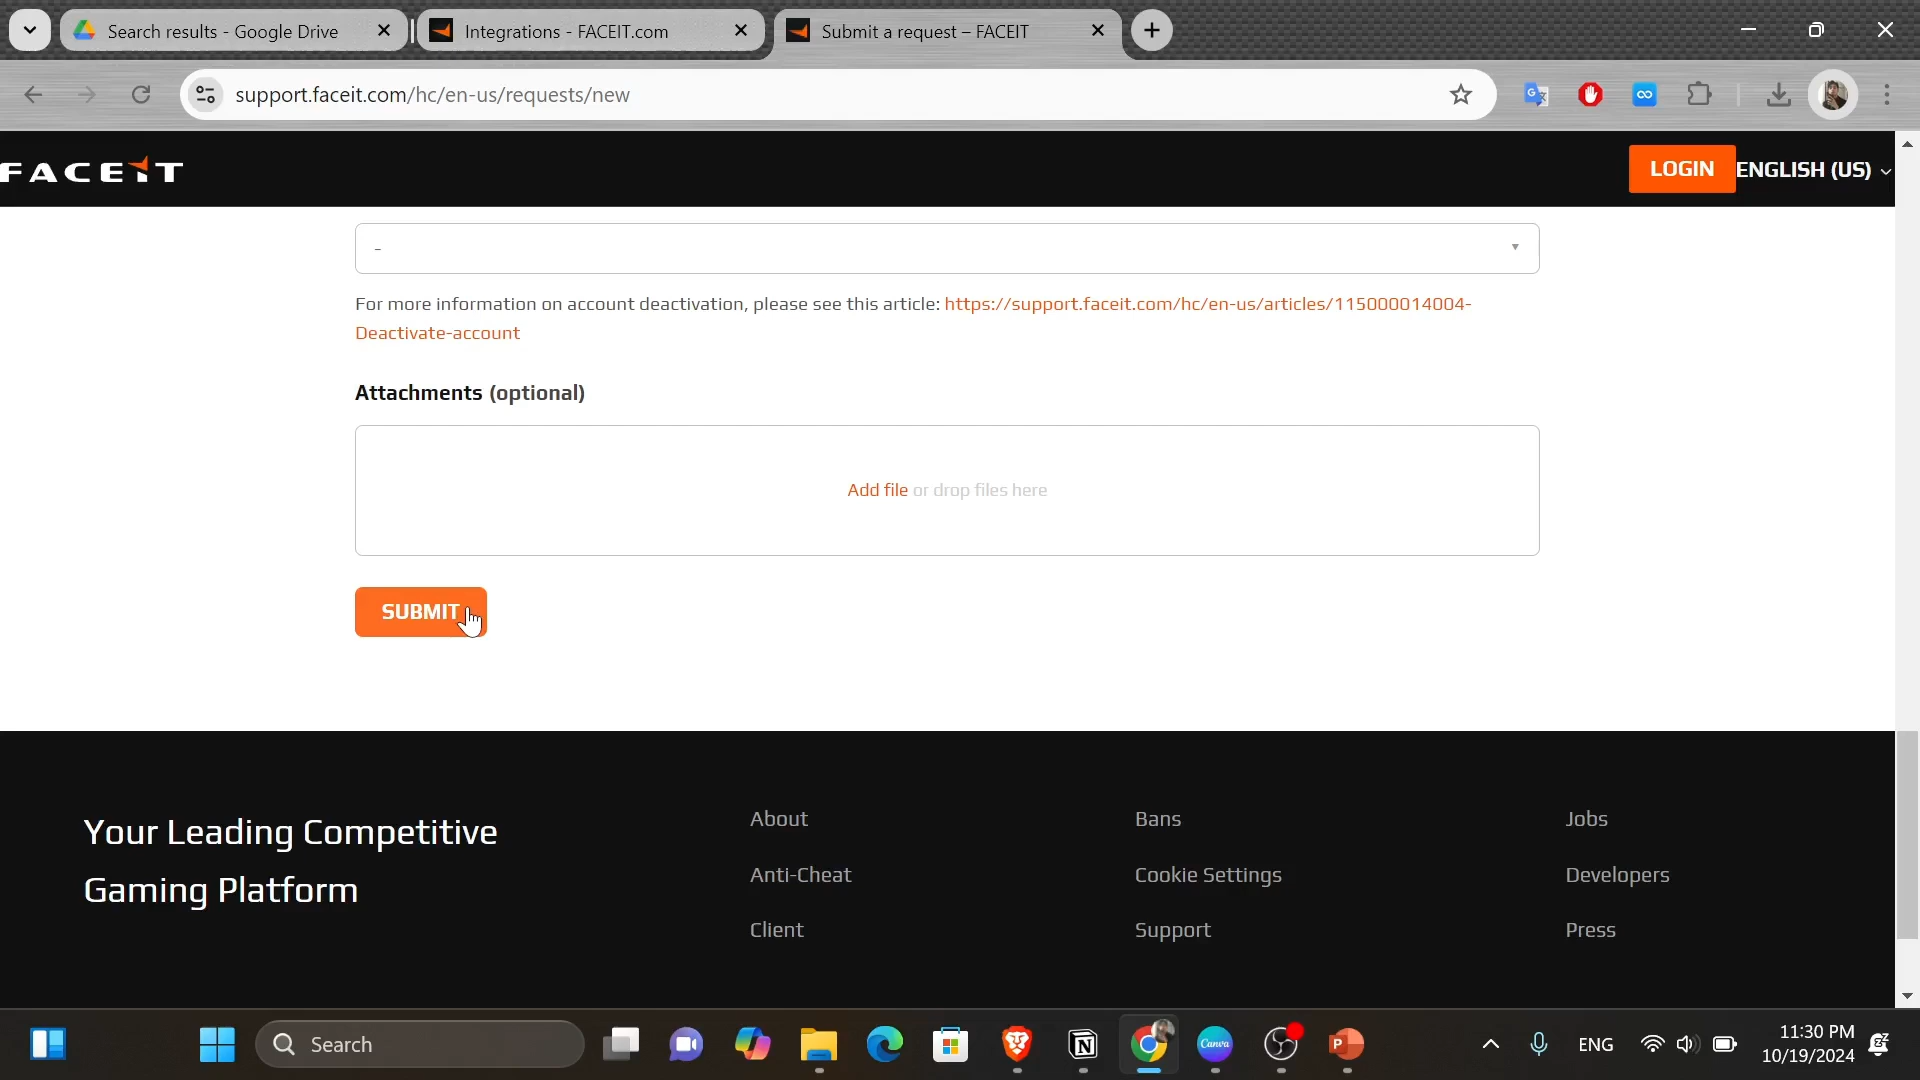 Search results - Google Drive
Integrations - FACEIT.com
Submit a request – FACEIT
support.faceit.com/hc/en-us/requests/new
FACEIT
LOGIN
ENGLISH (US)
-
For more information on account deactivation, please see this article: https://support.faceit.com/hc/en-us/articles/115000014004-
Deactivate-account
Attachments (optional)
Add file or drop files here
SUBMIT
Your Leading Competitive
Gaming Platform
About
Bans
Jobs
Anti-Cheat
Cookie Settings
Developers
Client
Support
Press
Search
Canva
ENG
11:30 PM
10/19/2024